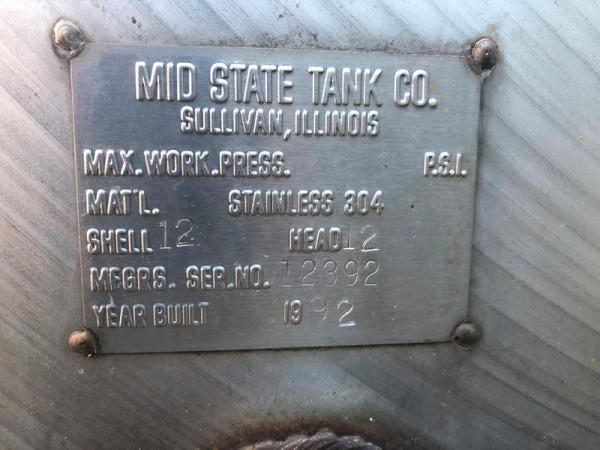 MID STATE TANK CO.
SULLIVAN, ILLINOIS
MAX. WORK. PRESS. P.S.I.
MAT'L. STAINLESS 304
SHELL 12 HEAD 12
MFGRS. SER. NO. 12392
YEAR BUILT 1992